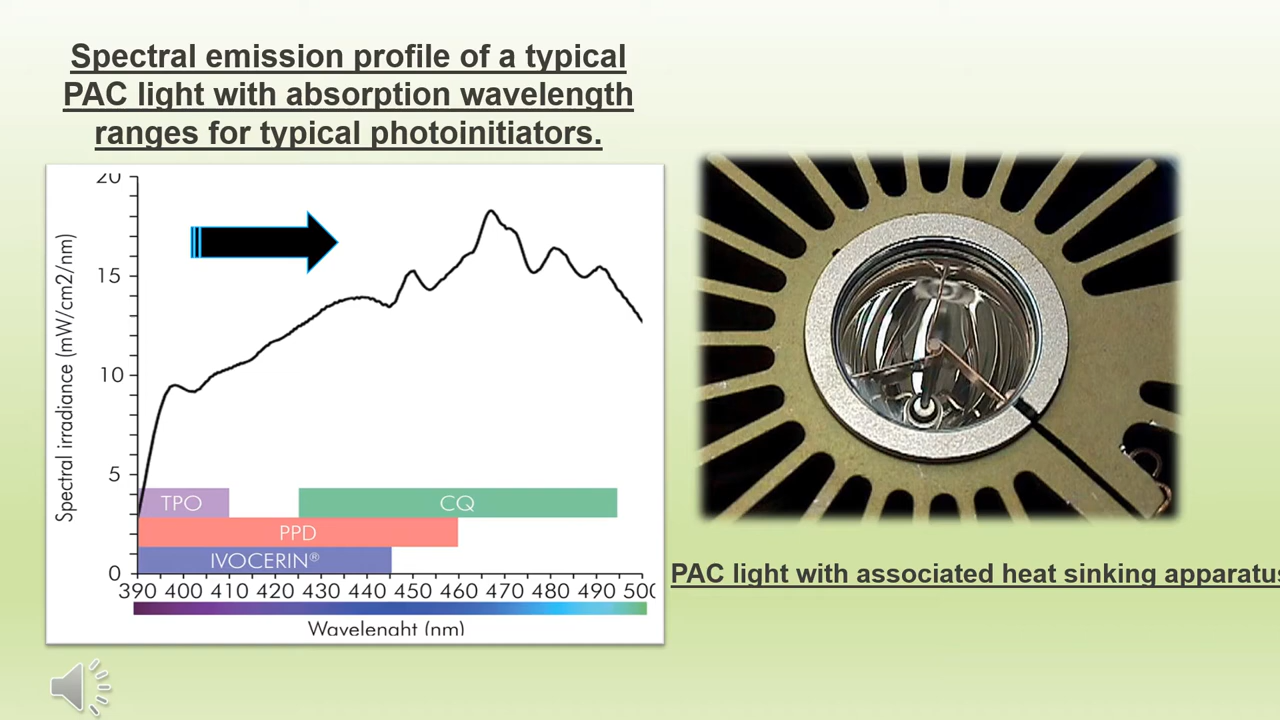 Spectral emission profile of a typical
PAC light with absorption wavelength
ranges for typical photoinitiators.
20
15
10
5
0
Spectral irradiance (mW/cm2/nm)
TPO
CQ
PPD
IVOCERIN®
390 400 410 420 430 440 450 460 470 480 490 500
Wavelenaht (nm)
PAC light with associated heat sinking apparatus